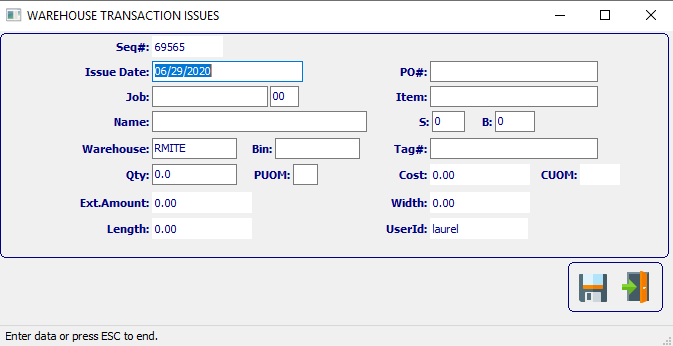 WAREHOUSE TRANSACTION ISSUES
Seq#: 69565
Issue Date: 06/29/2020 PO#:
Job: 00 Item:
Name: S: 0 B: 0
Warehouse: RMITE Bin: Tag#:
Qty: 0.0 PUOM: Cost: 0.00 CUOM:
Ext.Amount: 0.00 Width: 0.00
Length: 0.00 UserId: laurel
Enter data or press ESC to end.